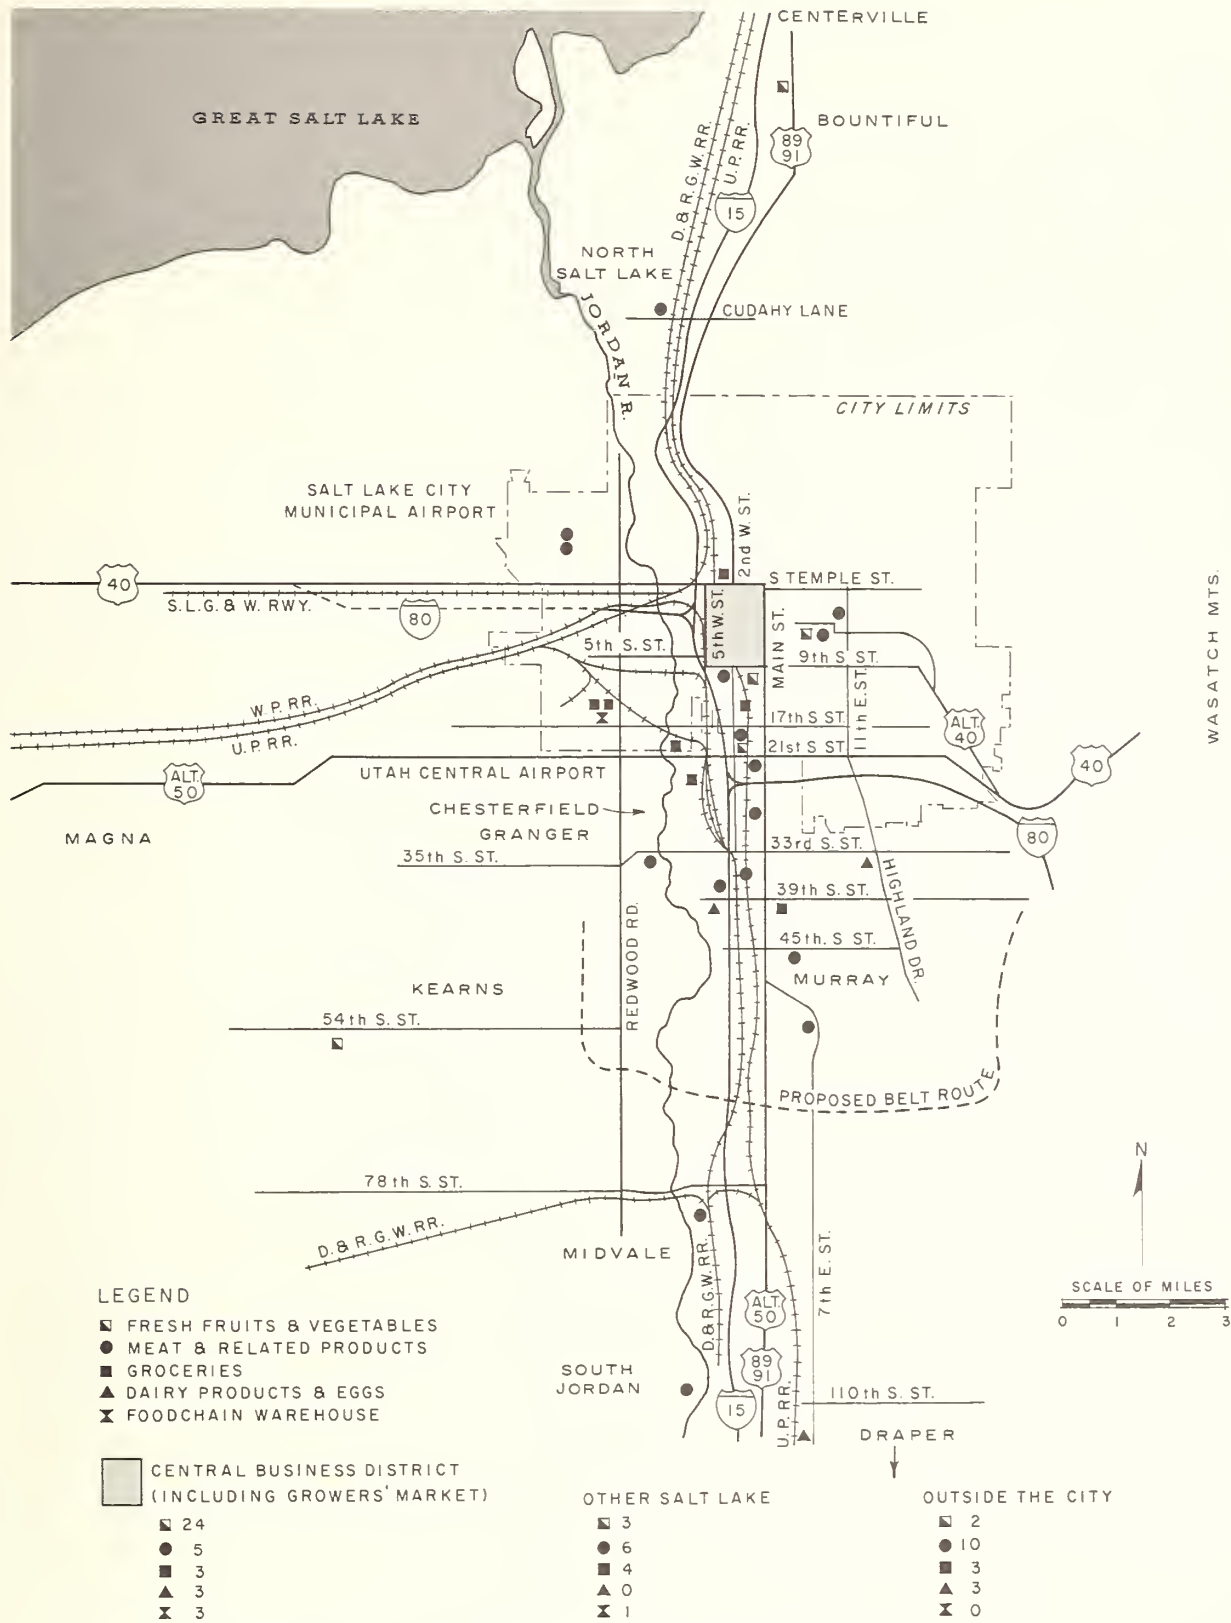 CENTERVILLE
GREAT SALT LAKE
BOUNTIFUL
89
91
D. & R. G. W. RR.
U. P. RR.
15
NORTH
SALT LAKE
CUDAHY LANE
JORDAN R.
CITY LIMITS
SALT LAKE CITY
MUNICIPAL AIRPORT
2nd W. ST.
40
S TEMPLE ST.
S.L.G. & W. RWY.
80
5th W. ST.
MAIN ST.
5th S. ST.
9th S ST.
11th E. ST.
WASATCH MTS.
W. P. RR.
U. P. RR.
17th S ST.
ALT.
40
21st S ST.
40
ALT.
50
UTAH CENTRAL AIRPORT
CHESTERFIELD
GRANGER
MAGNA
33rd S. ST.
80
35th S. ST.
HIGHLAND DR.
39th S. ST.
REDWOOD RD.
45th. S ST.
MURRAY
KEARNS
54th S. ST.
PROPOSED BELT ROUTE
N
78th S. ST.
D. & R. G. W. RR.
MIDVALE
D. & R. G. W. RR.
7th E. ST.
SCALE OF MILES
0 1 2 3
ALT.
50
89
91
15
U. P. RR.
SOUTH
JORDAN
110th S. ST.
DRAPER
LEGEND
FRESH FRUITS & VEGETABLES
MEAT & RELATED PRODUCTS
GROCERIES
DAIRY PRODUCTS & EGGS
FOODCHAIN WAREHOUSE
CENTRAL BUSINESS DISTRICT
(INCLUDING GROWERS' MARKET)
24
5
3
3
3
OTHER SALT LAKE
3
6
4
0
1
OUTSIDE THE CITY
2
10
3
3
0